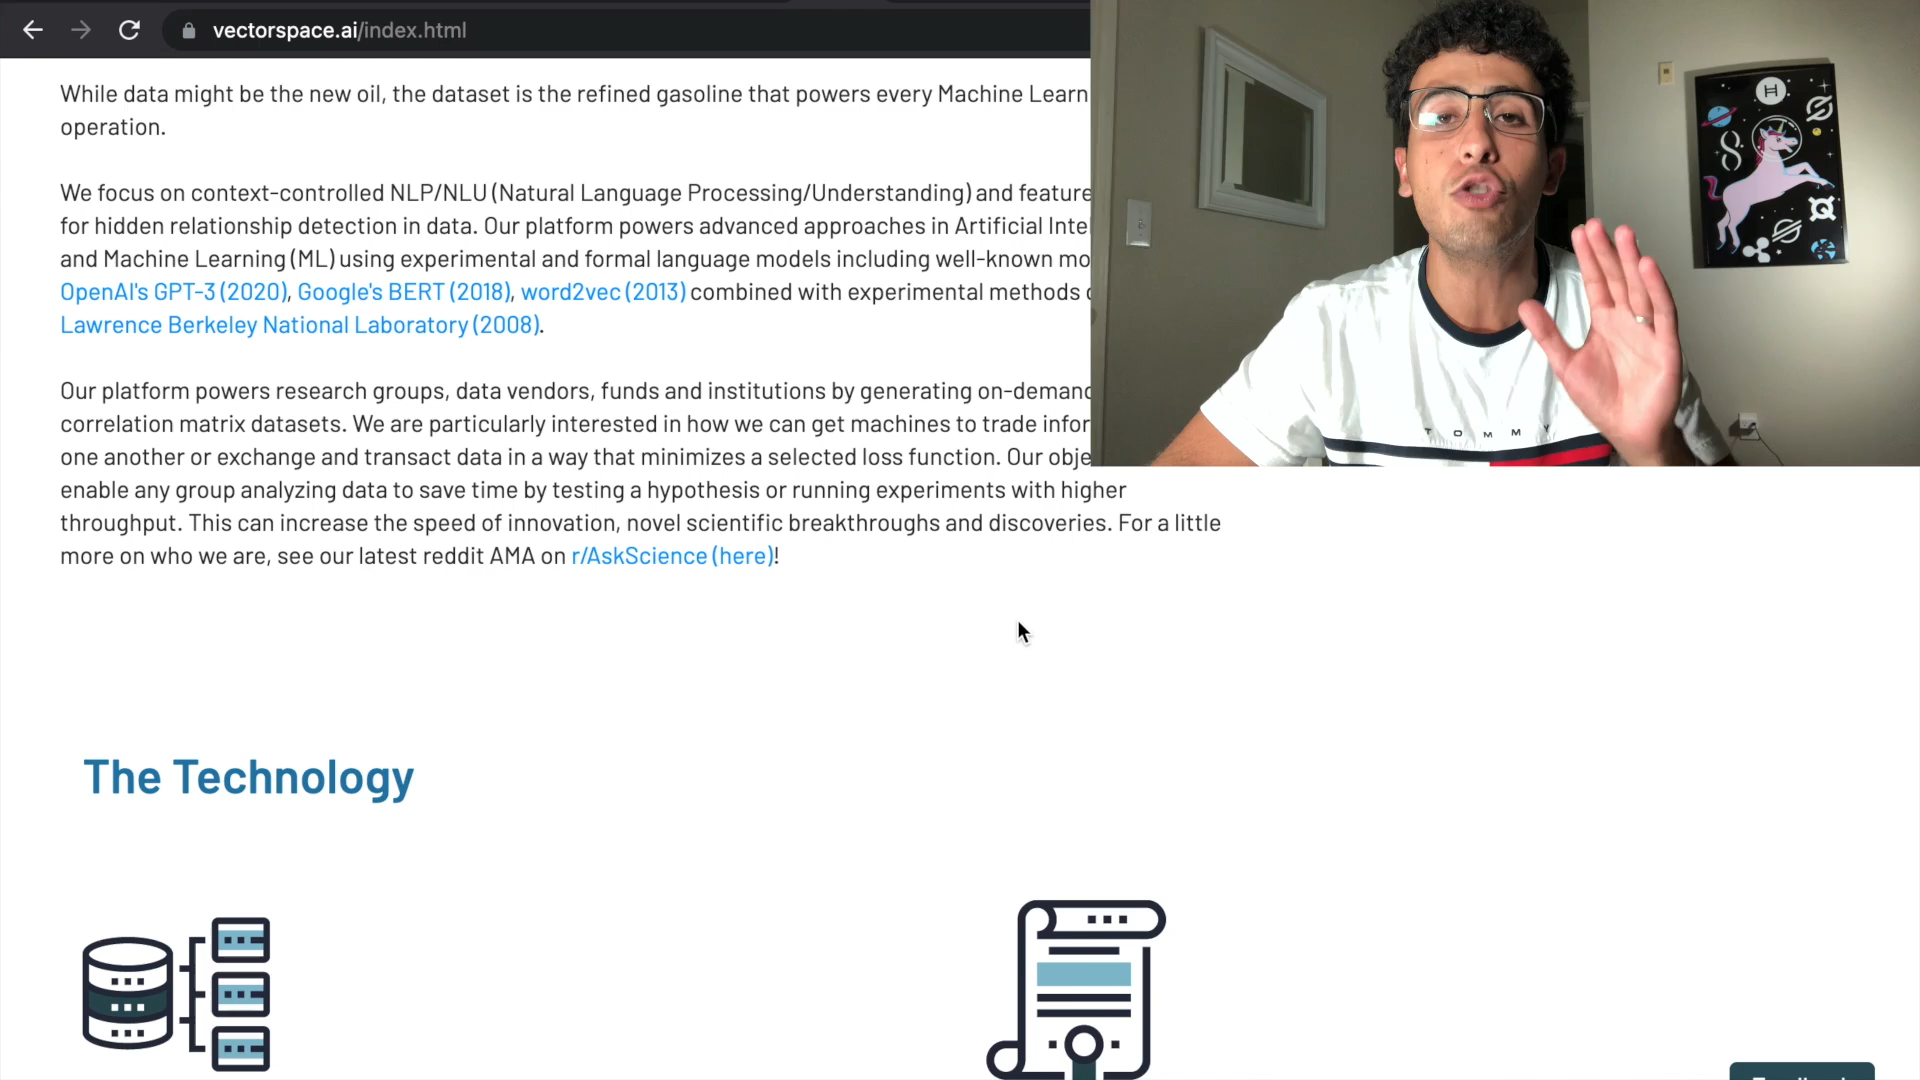 vectorspace.ai/index.html
While data might be the new oil, the dataset is the refined gasoline that powers every Machine Learn
operation.
We focus on context-controlled NLP/NLU (Natural Language Processing/Understanding) and feature
for hidden relationship detection in data. Our platform powers advanced approaches in Artificial Inte
and Machine Learning (ML) using experimental and formal language models including well-known mo
OpenAI's GPT-3 (2020), Google's BERT (2018), word2vec (2013) combined with experimental methods
Lawrence Berkeley National Laboratory (2008).
Our platform powers research groups, data vendors, funds and institutions by generating on-demand
correlation matrix datasets. We are particularly interested in how we can get machines to trade infor
one another or exchange and transact data in a way that minimizes a selected loss function. Our obje
enable any group analyzing data to save time by testing a hypothesis or running experiments with higher
throughput. This can increase the speed of innovation, novel scientific breakthroughs and discoveries. For a little
more on who we are, see our latest reddit AMA on r/AskScience (here)!
TOMMY
The Technology